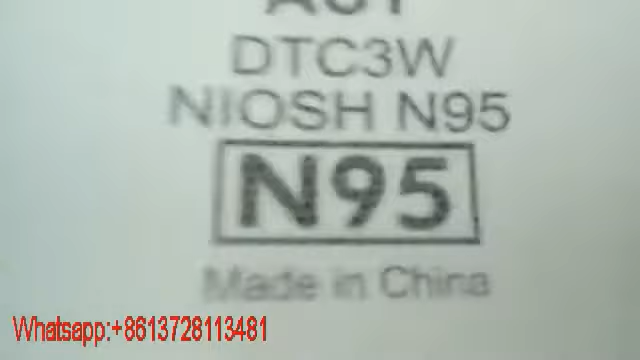 DTC3W
NIOSH N95
N95
Made in China
Whatsapp:+8613728113481